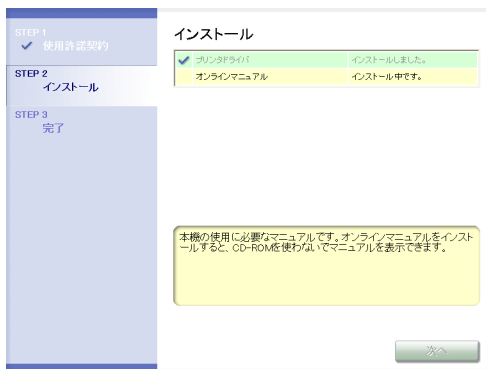 STEP 1
使用許諾契約
STEP 2
インストール
STEP 3
完了
インストール
プリンタドライバ インストールしました。
オンラインマニュアル インストール中です。
本機の使用に必要なマニュアルです。オンラインマニュアルをインスト
ールすると、CD-ROMを使わないでマニュアルを表示できます。
次へ